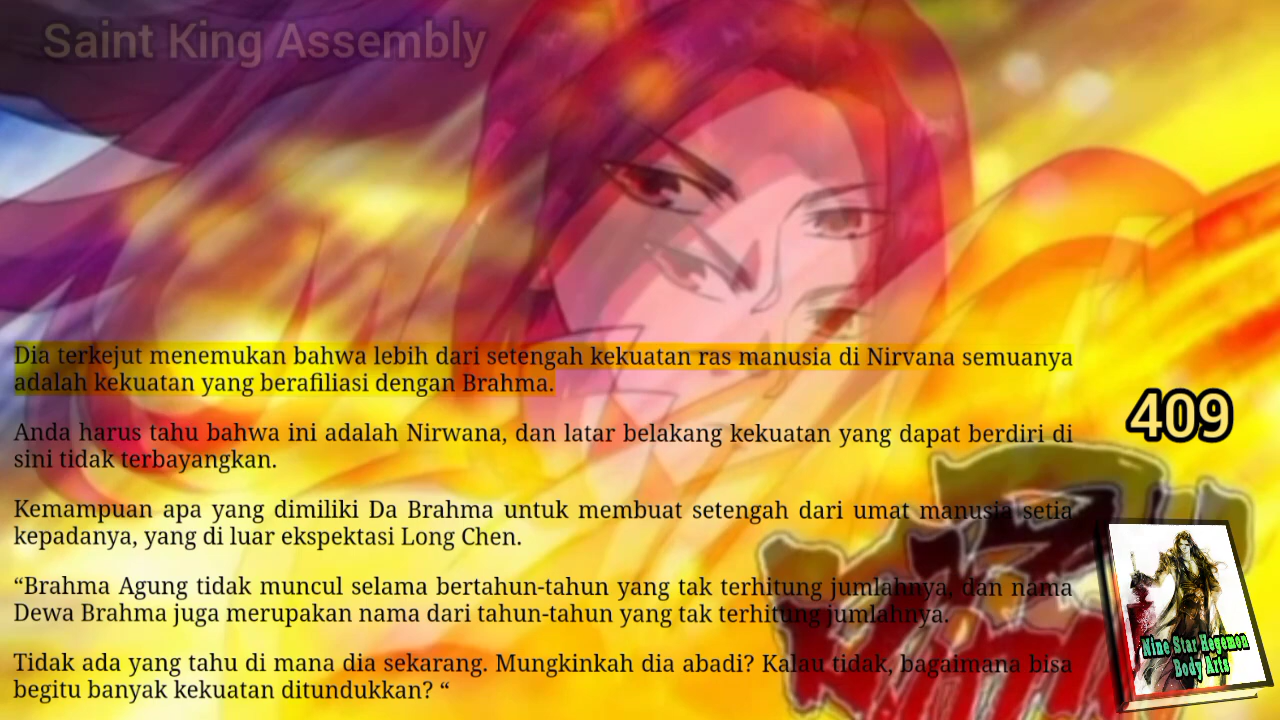 Saint King Assembly
Dia terkejut menemukan bahwa lebih dari setengah kekuatan ras manusia di Nirvana semuanya
adalah kekuatan yang berafiliasi dengan Brahma.
Anda harus tahu bahwa ini adalah Nirwana, dan latar belakang kekuatan yang dapat berdiri di
sini tidak terbayangkan.
Kemampuan apa yang dimiliki Da Brahma untuk membuat setengah dari umat manusia setia
kepadanya, yang di luar ekspektasi Long Chen.
“Brahma Agung tidak muncul selama bertahun-tahun yang tak terhitung jumlahnya, dan nama
Dewa Brahma juga merupakan nama dari tahun-tahun yang tak terhitung jumlahnya.
Tidak ada yang tahu di mana dia sekarang. Mungkinkah dia abadi? Kalau tidak, bagaimana bisa
begitu banyak kekuatan ditundukkan? “
409
Nine Star Hegemon
Body Arts